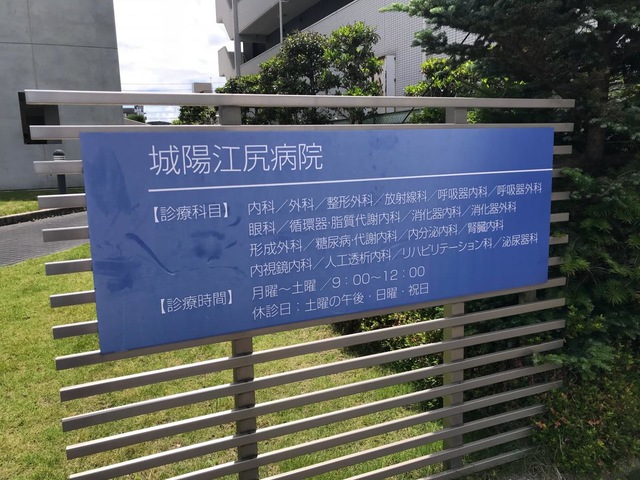 城陽江尻病院
【診療科目】 内科／外科／整形外科／放射線科／呼吸器内科／呼吸器外科
眼科／循環器・脂質代謝内科／消化器内科／消化器外科
形成外科／糖尿病・代謝内科／内分泌内科／腎臓内科
内視鏡内科／人工透析内科／リハビリテーション科／泌尿器科
【診療時間】 月曜～土曜／9：00～12：00
休診日：土曜の午後・日曜・祝日